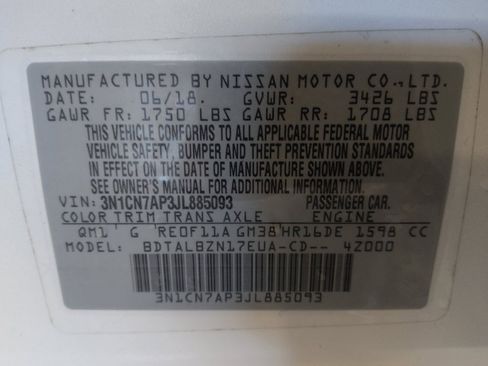 MANUFACTURED BY NISSAN MOTOR CO.,LTD.
DATE: 06/18. GVWR: 3426 LBS
GAWR FR: 1750 LBS GAWR RR: 1708 LBS
THIS VEHICLE CONFORMS TO ALL APPLICABLE FEDERAL MOTOR
VEHICLE SAFETY, BUMPER AND THEFT PREVENTION STANDARDS
IN EFFECT ON THE DATE OF MANUFACTURE SHOWN ABOVE.
SEE OWNER'S MANUAL FOR ADDITIONAL INFORMATION.
VIN: 3N1CN7AP3JL885093 PASSENGER CAR.
COLOR TRIM TRANS AXLE ENGINE
QM1 G RE0F11A GM38 HR16DE 1598 CC
MODEL: BDTALBZN17EUA-CD-- 4Z000
3N1CN7AP3JL885093